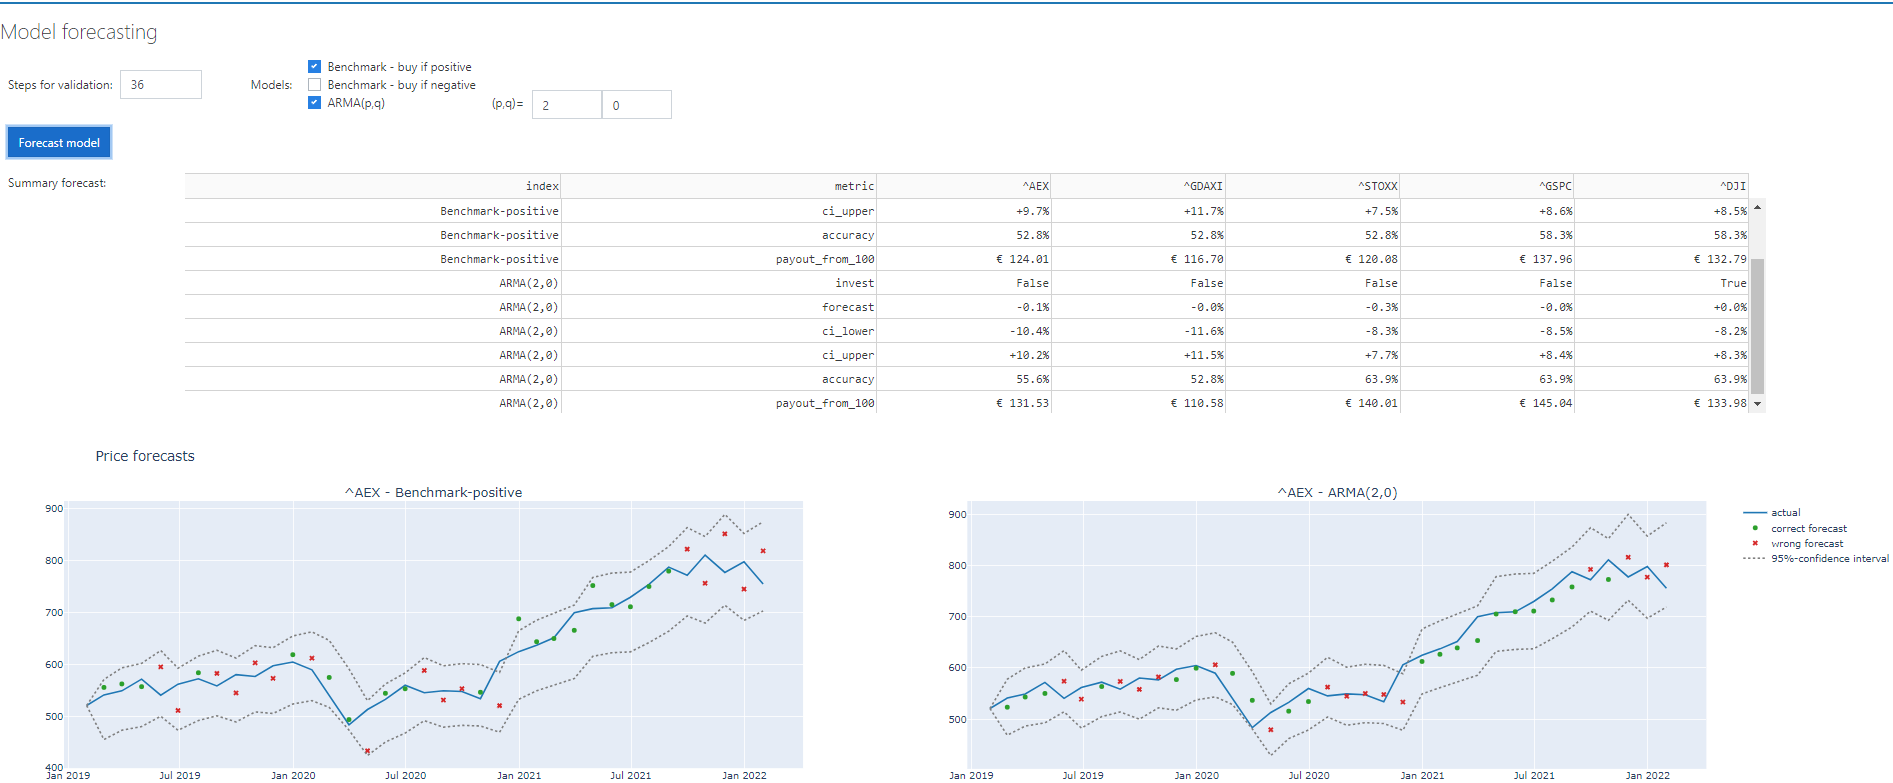 Model forecasting
Benchmark - buy if positive
Steps for validation: 36 Models: Benchmark - buy if negative
ARMA(p,q) (p,q)= 2 0
Forecast model
Summary forecast:
index metric ^AEX ^GDAXI ^STOXX ^GSPC ^DJI
Benchmark-positive ci_upper +9.7% +11.7% +7.5% +8.6% +8.5%
Benchmark-positive accuracy 52.8% 52.8% 52.8% 58.3% 58.3%
Benchmark-positive payout_from_100 € 124.01 € 116.70 € 120.08 € 137.96 € 132.79
ARMA(2,0) invest False False False False True
ARMA(2,0) forecast -0.1% -0.0% -0.3% -0.0% +0.0%
ARMA(2,0) ci_lower -10.4% -11.6% -8.3% -8.5% -8.2%
ARMA(2,0) ci_upper +10.2% +11.5% +7.7% +8.4% +8.3%
ARMA(2,0) accuracy 55.6% 52.8% 63.9% 63.9% 63.9%
ARMA(2,0) payout_from_100 € 131.53 € 110.58 € 140.01 € 145.04 € 133.98
Price forecasts
^AEX - Benchmark-positive
900
800
700
600
500
400
Jan 2019 Jul 2019 Jan 2020 Jul 2020 Jan 2021 Jul 2021 Jan 2022
^AEX - ARMA(2,0)
900
800
700
600
500
Jan 2019 Jul 2019 Jan 2020 Jul 2020 Jan 2021 Jul 2021 Jan 2022
actual
correct forecast
wrong forecast
95%-confidence interval